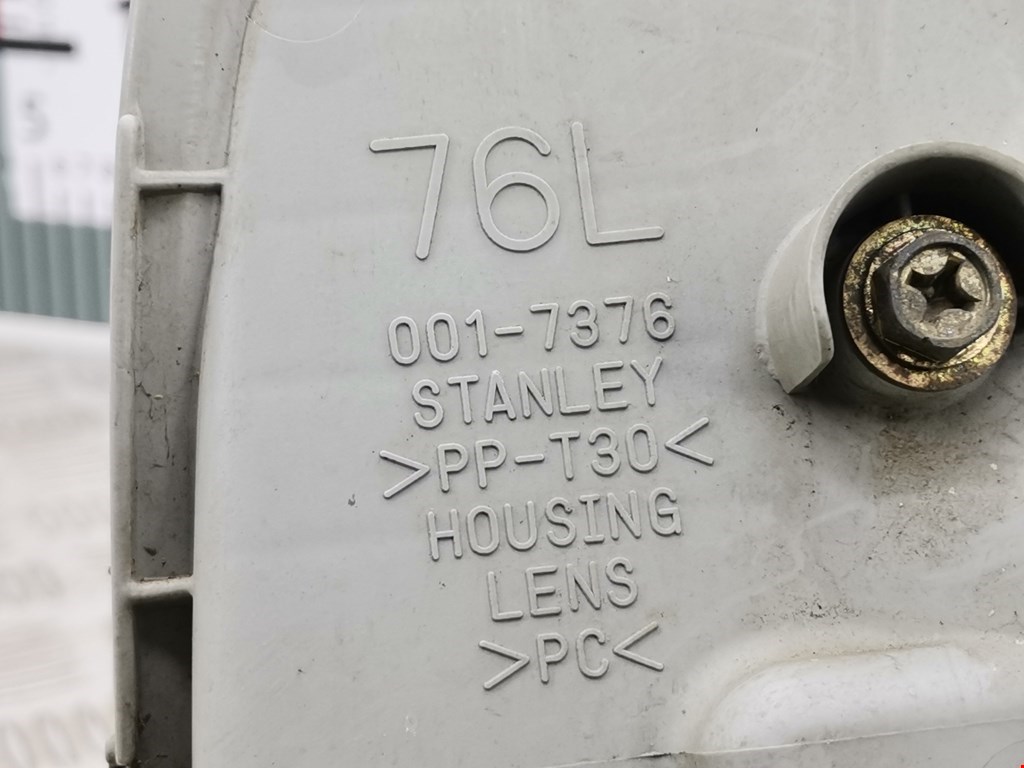 76L
001-7376
STANLEY
>PP-T30<
HOUSING
LENS
>PC<